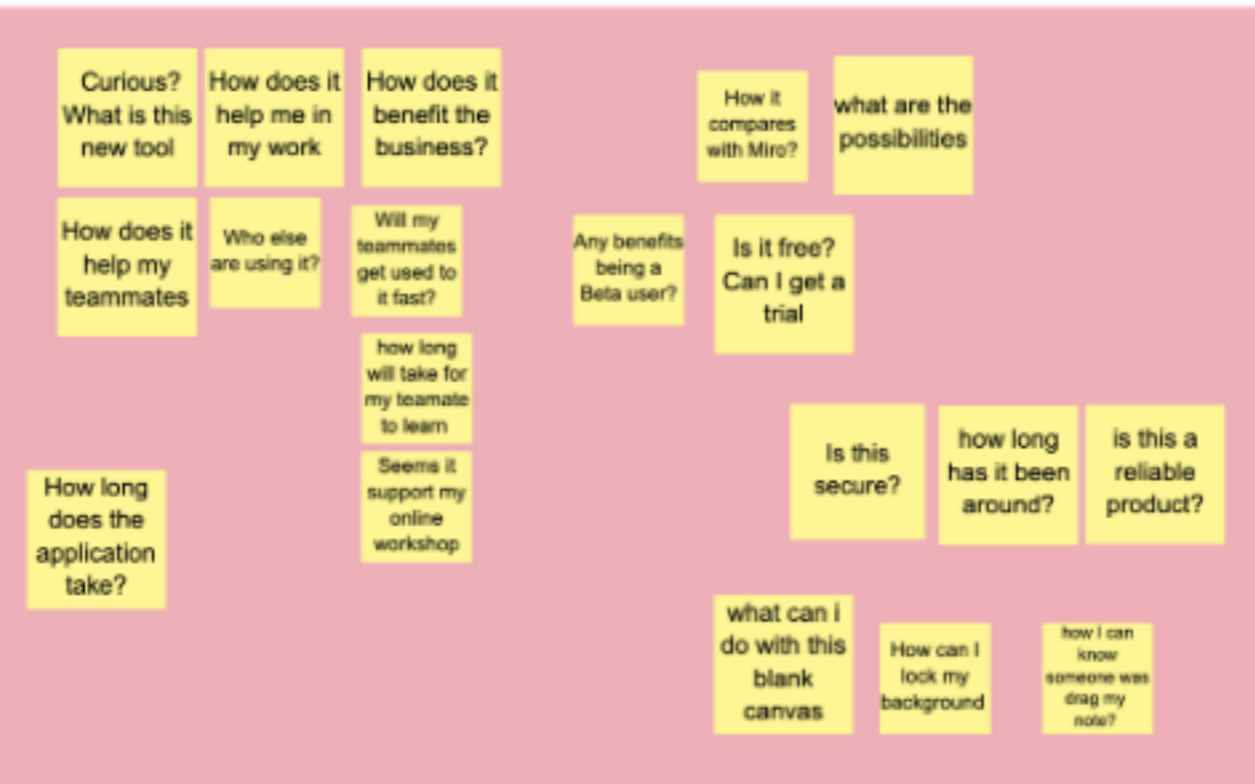 Curious?
What is this
new tool
How does it
help me in
my work
How does it
benefit the
business?
How it
compares
with Miro?
what are the
possibilities
How does it
help my
teammates
Who else
are using it?
Will my
teammates
get used to
it fast?
Any benefits
being a
Beta user?
Is it free?
Can I get a
trial
how long
will take for
my teamate
to learn
Is this
secure?
how long
has it been
around?
is this a
reliable
product?
Seems it
support my
online
workshop
How long
does the
application
take?
what can i
do with this
blank
canvas
How can I
lock my
background
how I can
know
someone was
drag my
note?